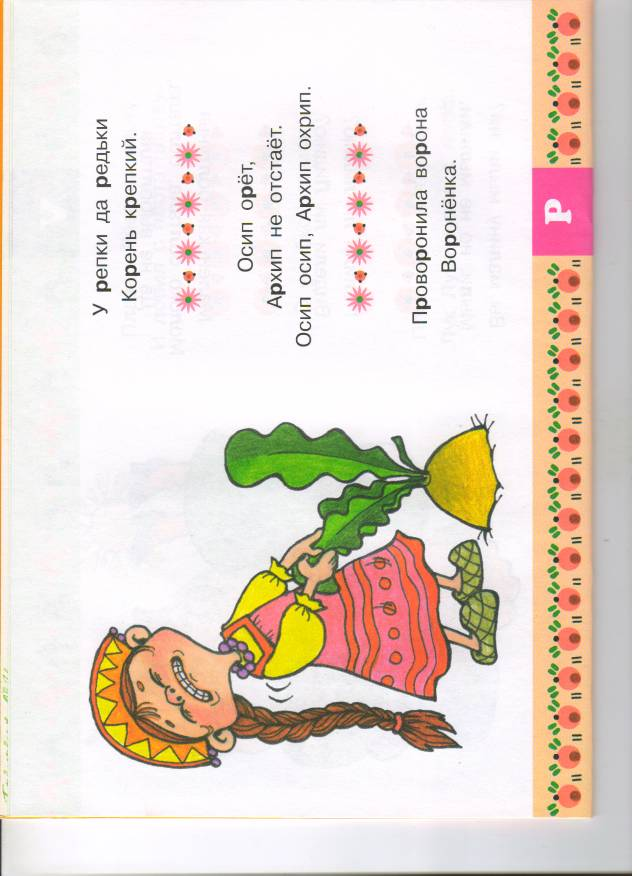 У репки да редьки
Корень крепкий.
Осип орёт,
Архип не отстаёт.
Осип осип, Архип охрип.
Проворонила ворона
Воронёнка.
Р